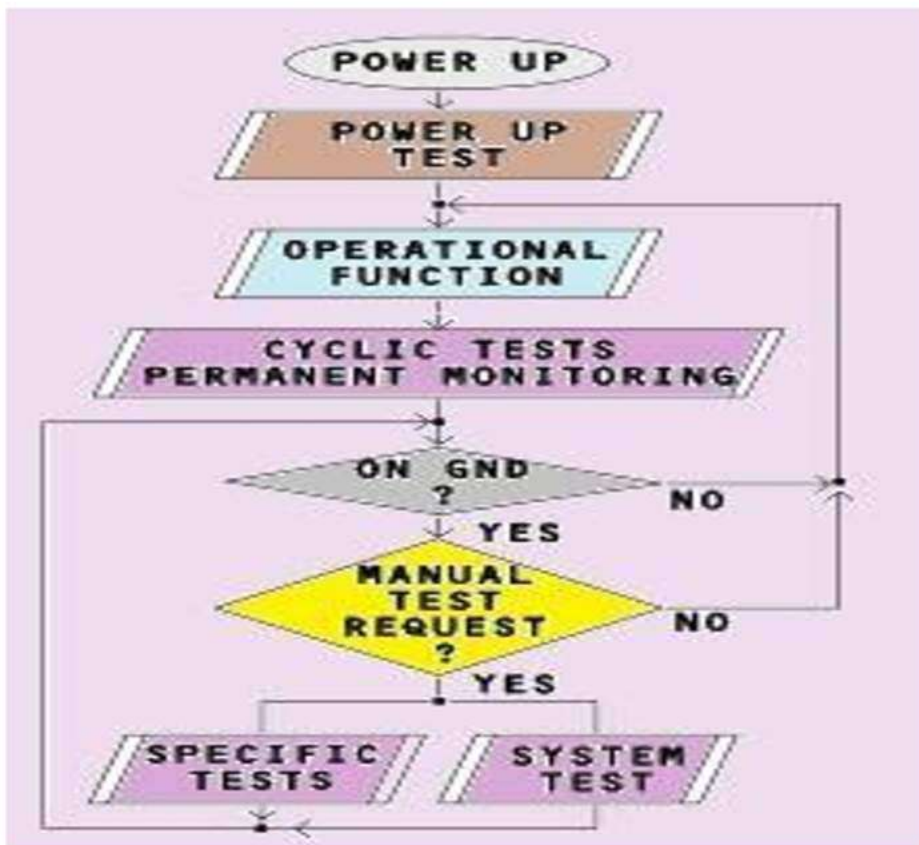 POWER UP
POWER UP
TEST
OPERATIONAL
FUNCTION
CYCLIC TESTS
PERMANENT MONITORING
ON GND
?
NO
YES
MANUAL
TEST
REQUEST
?
NO
YES
SPECIFIC
TESTS
SYSTEM
TEST